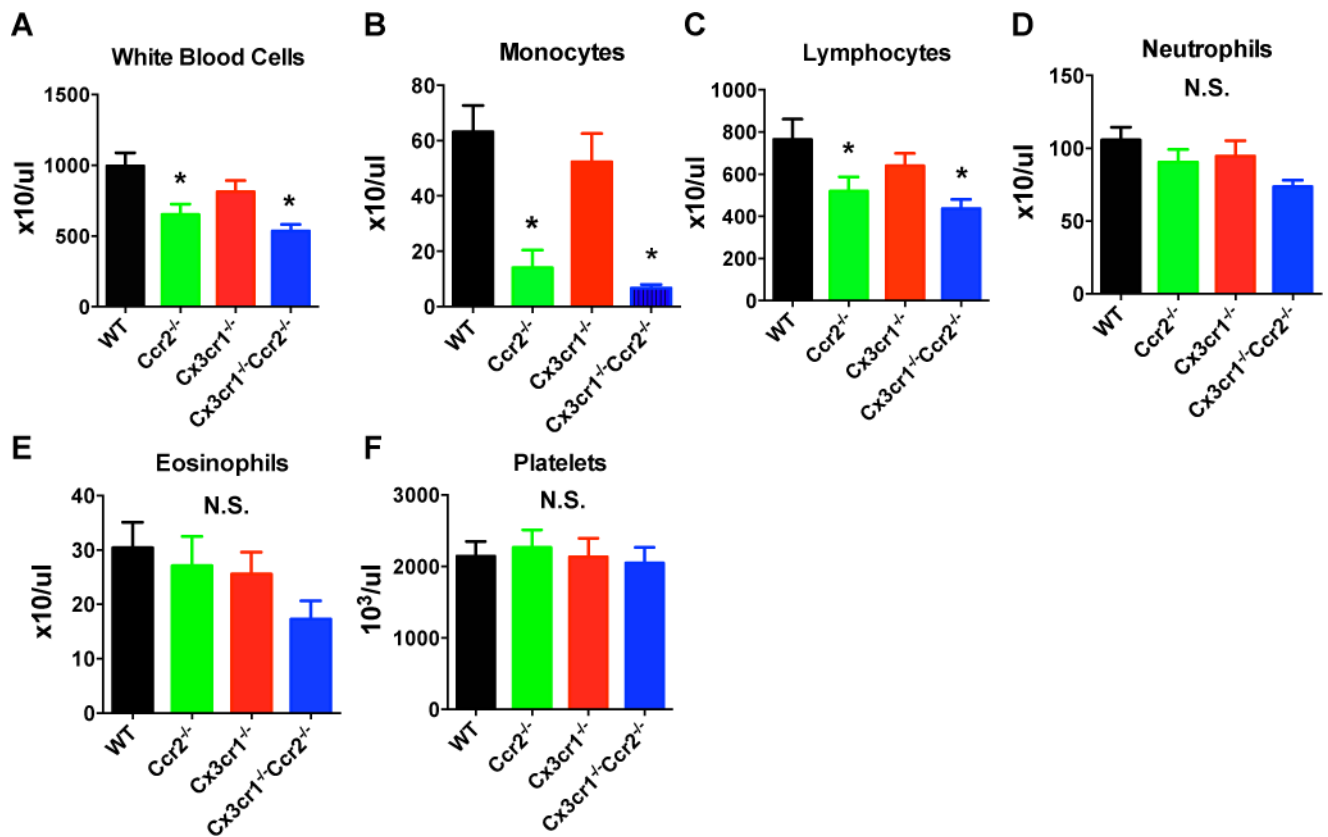 A
White Blood Cells
x10/ul
1500
1000
500
0
*
*
WT
Ccr2-/-
Cx3cr1-/-
Cx3cr1-/-Ccr2-/-
B
Monocytes
x10/ul
80
60
40
20
0
*
*
WT
Ccr2-/-
Cx3cr1-/-
Cx3cr1-/-Ccr2-/-
C
Lymphocytes
x10/ul
1000
800
600
400
200
0
*
*
WT
Ccr2-/-
Cx3cr1-/-
Cx3cr1-/-Ccr2-/-
D
Neutrophils
N.S.
x10/ul
150
100
50
0
WT
Ccr2-/-
Cx3cr1-/-
Cx3cr1-/-Ccr2-/-
E
Eosinophils
N.S.
x10/ul
40
30
20
10
0
WT
Ccr2-/-
Cx3cr1-/-
Cx3cr1-/-Ccr2-/-
F
Platelets
N.S.
10³/ul
3000
2000
1000
0
WT
Ccr2-/-
Cx3cr1-/-
Cx3cr1-/-Ccr2-/-